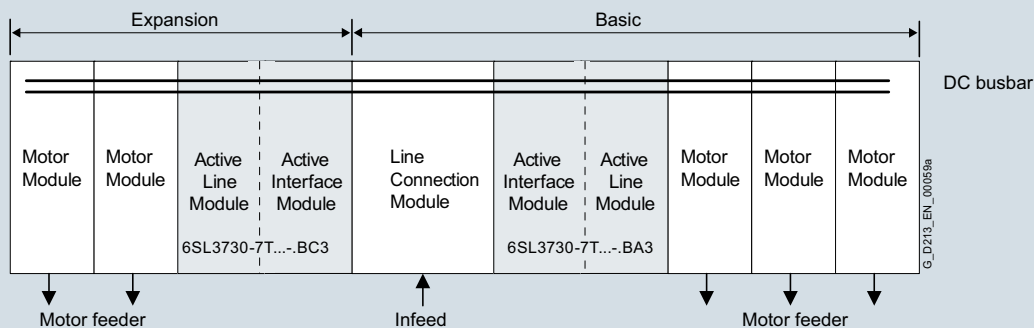 Expansion
Basic
DC busbar
Motor
Module
Motor
Module
Active
Line
Module
Active
Interface
Module
6SL3730-7T...-.BC3
Line
Connection
Module
Active
Interface
Module
Active
Line
Module
6SL3730-7T...-.BA3
Motor
Module
Motor
Module
Motor
Module
G_D213_EN_00059a
Motor feeder
Infeed
Motor feeder